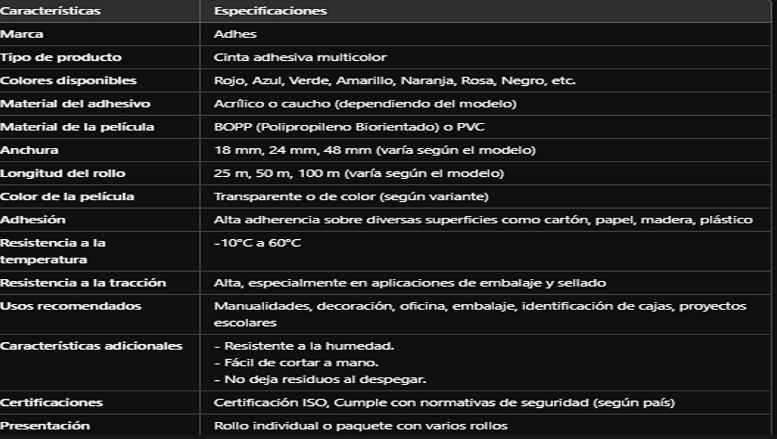 Características Especificaciones
Marca Adhes
Tipo de producto Cinta adhesiva multicolor
Colores disponibles Rojo, Azul, Verde, Amarillo, Naranja, Rosa, Negro, etc.
Material del adhesivo Acrílico o caucho (dependiendo del modelo)
Material de la película BOPP (Polipropileno Biorientado) o PVC
Anchura 18 mm, 24 mm, 48 mm (varía según el modelo)
Longitud del rollo 25 m, 50 m, 100 m (varía según el modelo)
Color de la película Transparente o de color (según variante)
Adhesión Alta adherencia sobre diversas superficies como cartón, papel, madera, plástico
Resistencia a la -10°C a 60°C
temperatura
Resistencia a la tracción Alta, especialmente en aplicaciones de embalaje y sellado
Usos recomendados Manualidades, decoración, oficina, embalaje, identificación de cajas, proyectos
escolares
Características adicionales - Resistente a la humedad.
- Fácil de cortar a mano.
- No deja residuos al despegar.
Certificaciones Certificación ISO, Cumple con normativas de seguridad (según país)
Presentación Rollo individual o paquete con varios rollos